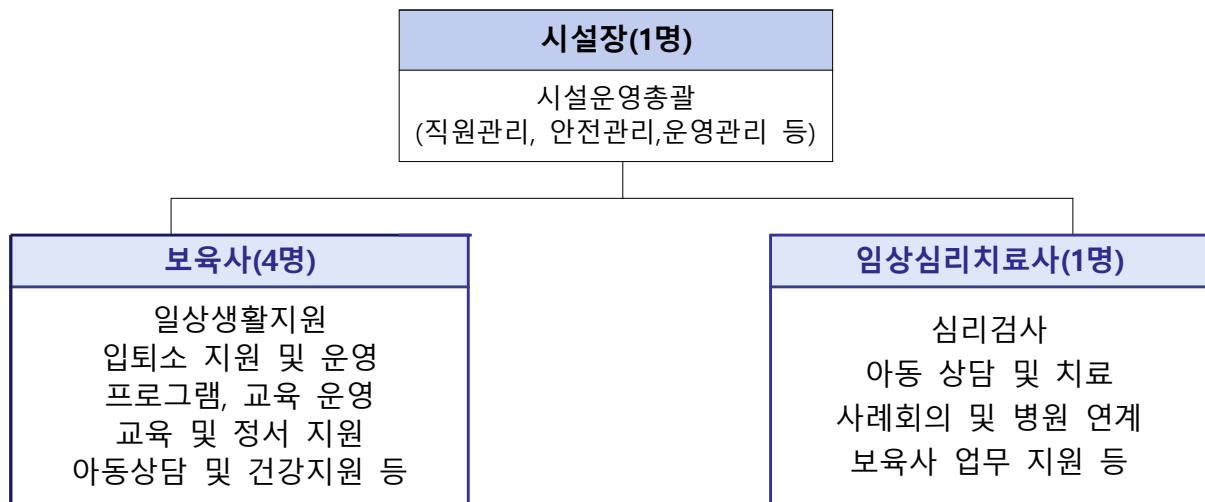 시설장(1명)
시설운영총괄
(직원관리, 안전관리,운영관리 등)
보육사(4명)
일상생활지원
입퇴소 지원 및 운영
프로그램, 교육 운영
교육 및 정서 지원
아동상담 및 건강지원 등
임상심리치료사(1명)
심리검사
아동 상담 및 치료
사례회의 및 병원 연계
보육사 업무 지원 등